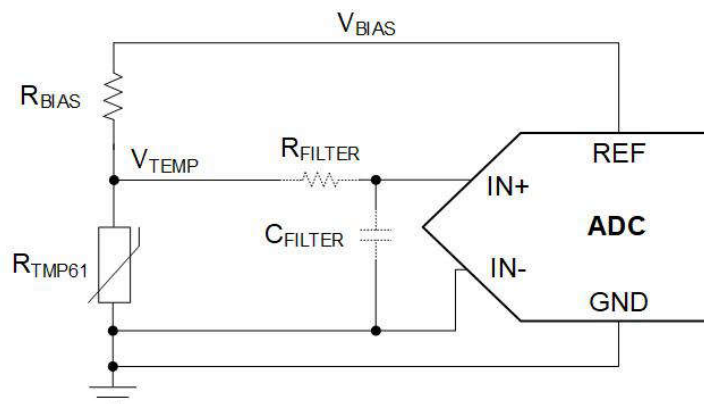 VBIAS
RBIAS
VTEMP
RFILTER
REF
IN+
CFILTER
ADC
RTMP61
IN-
GND